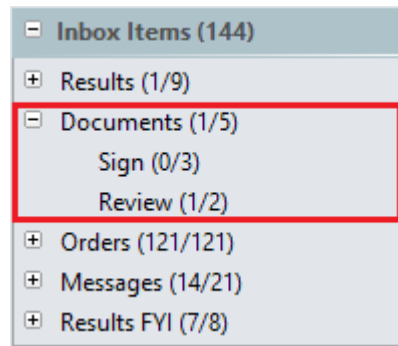 Inbox Items (144)
Results (1/9)
Documents (1/5)
Sign (0/3)
Review (1/2)
Orders (121/121)
Messages (14/21)
Results FYI (7/8)